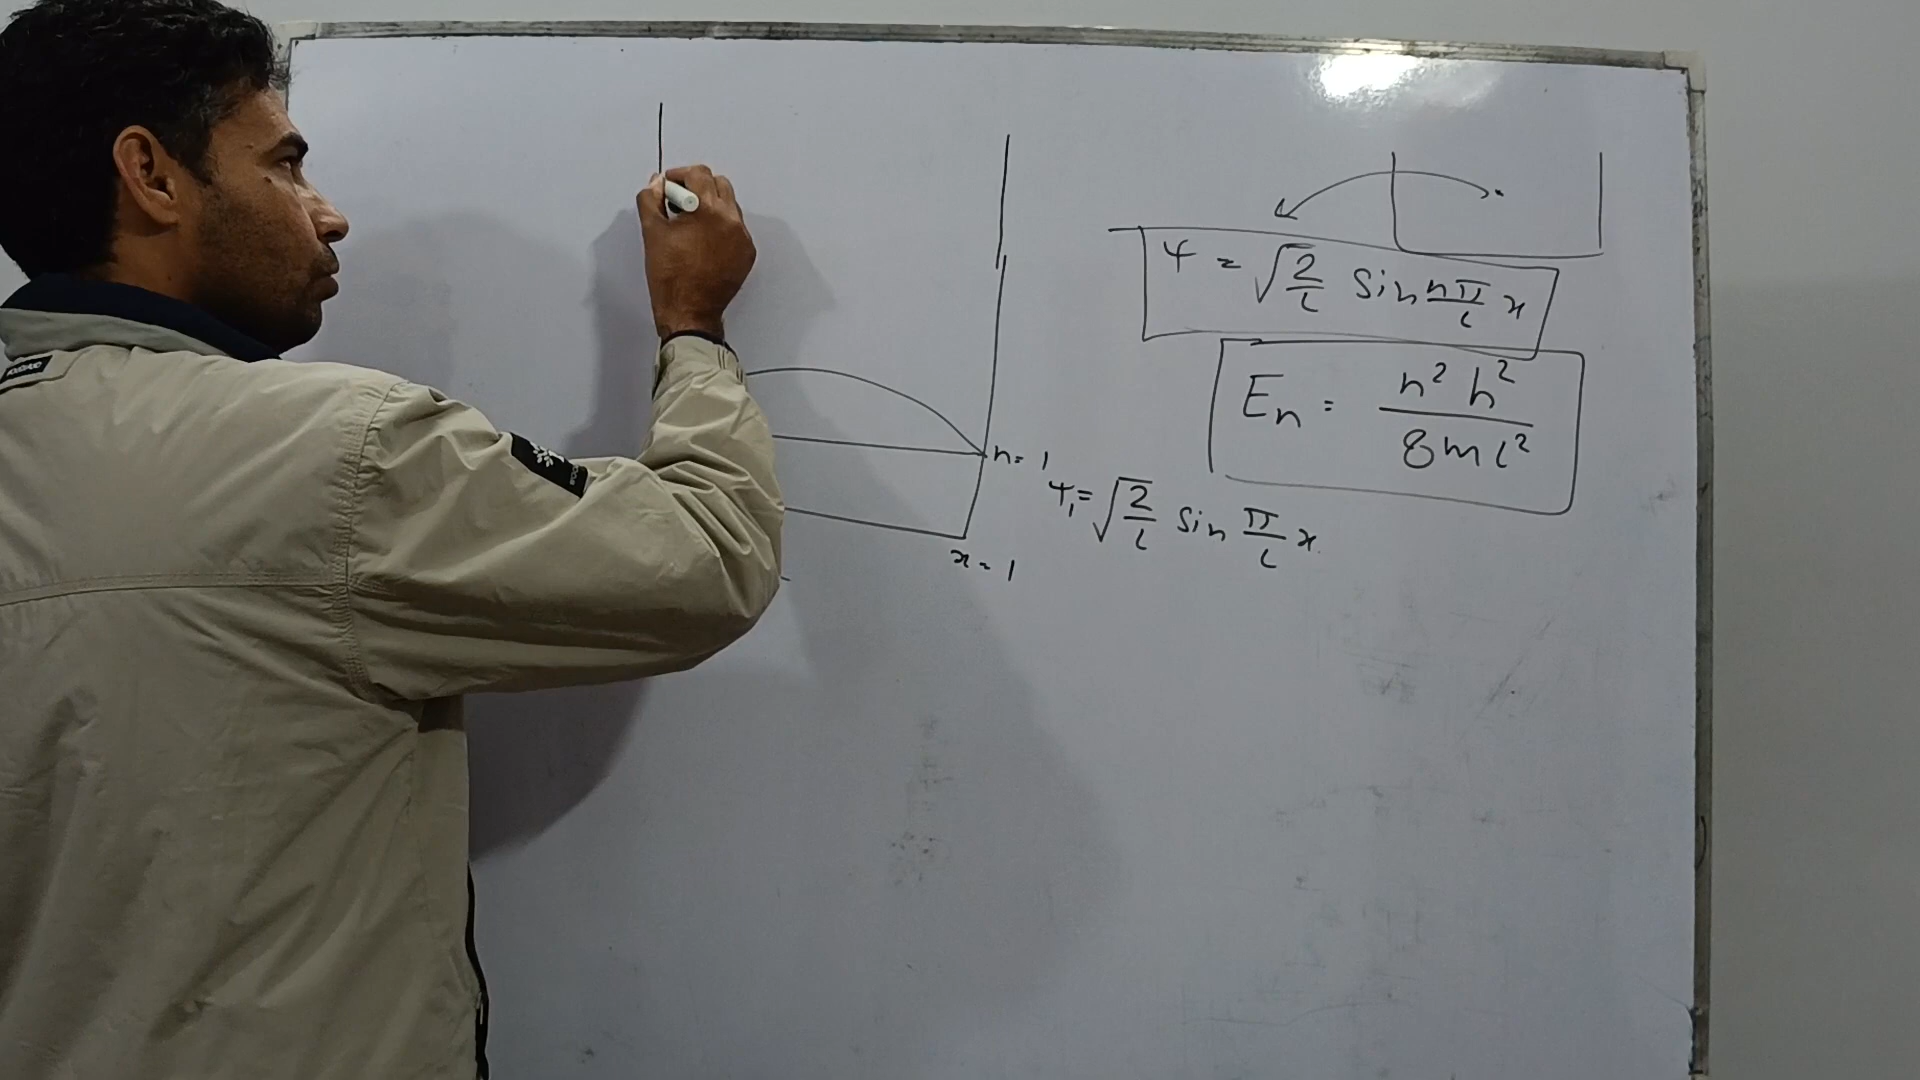 Ψ = √(2/L) Sin nπ/L x
En = n² h² / 8mL²
n = 1
Ψ₁ = √(2/L) Sin π/L x
x = 1